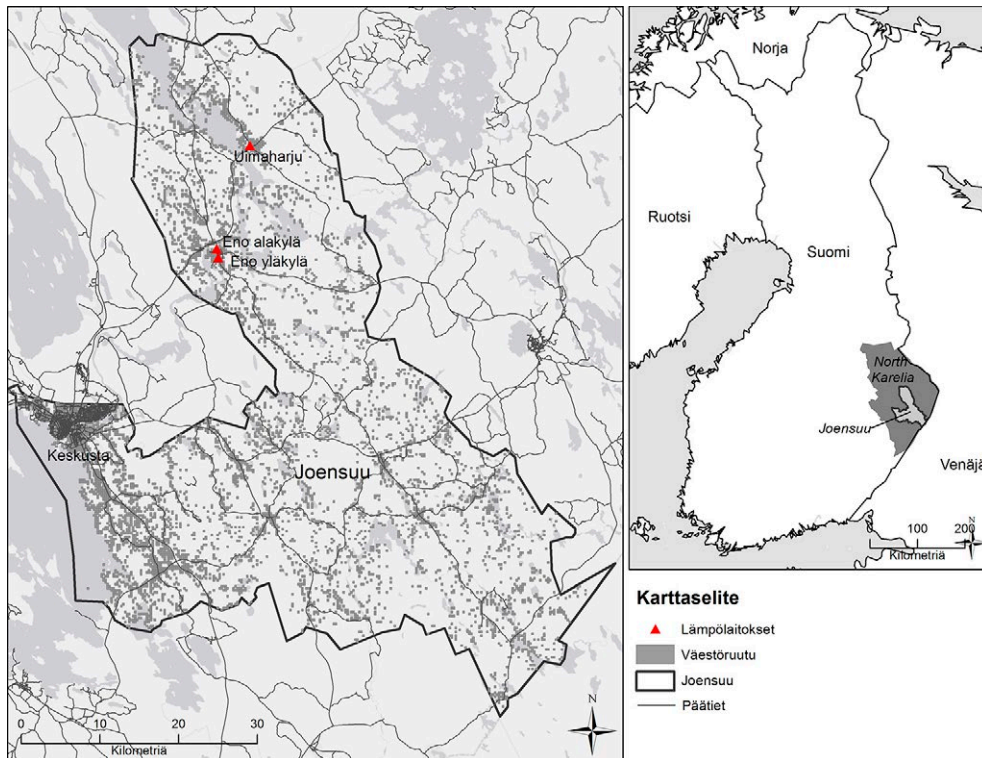 Uimaharju
Eno alakylä
Eno yläkylä
Keskusta
Joensuu
0 10 20 30
Kilometriä
N
Norja
Ruotsi
Suomi
North
Karelia
Joensuu
Venäjä
N
0 100 200
Kilometriä
Karttaselite
Lämpölaitokset
Väestöruutu
Joensuu
Päätiet